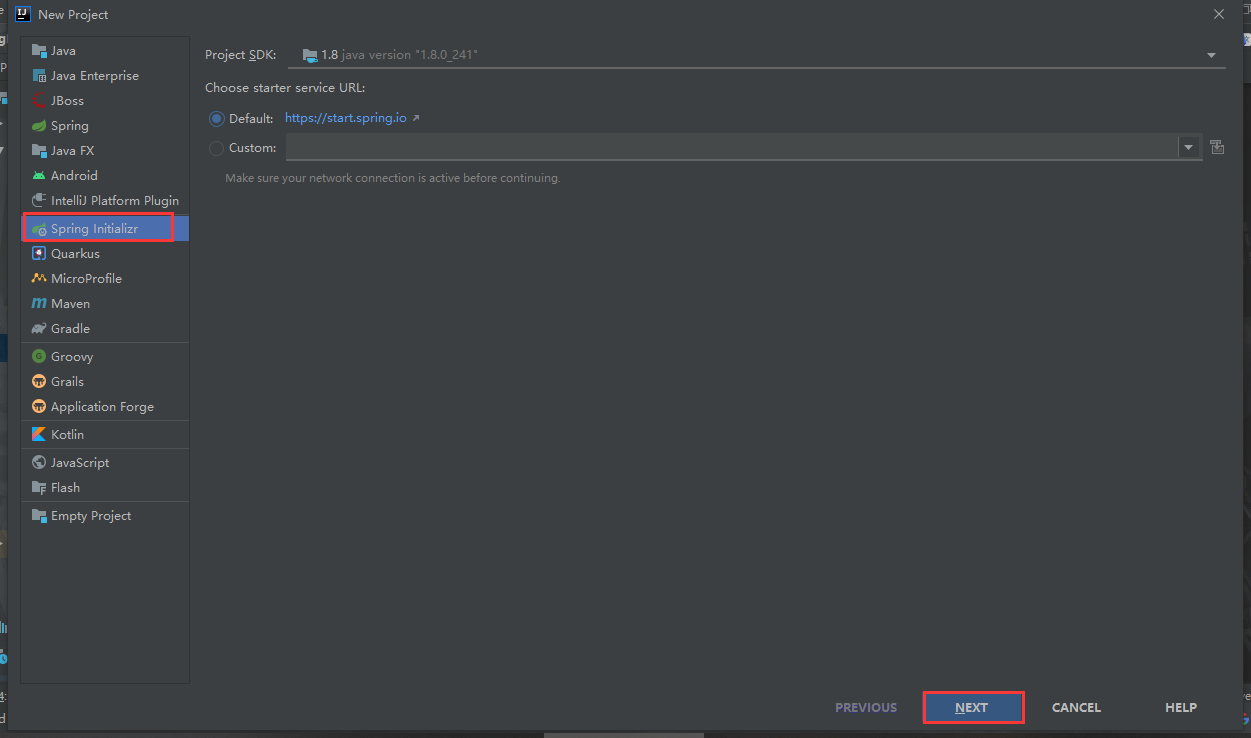 New Project
Java
Java Enterprise
JBoss
Spring
Java FX
Android
IntelliJ Platform Plugin
Spring Initializr
Quarkus
MicroProfile
Maven
Gradle
Groovy
Grails
Application Forge
Kotlin
JavaScript
Flash
Empty Project
Project SDK: 1.8 java version "1.8.0_241"
Choose starter service URL:
Default: https://start.spring.io
Custom:
Make sure your network connection is active before continuing.
PREVIOUS NEXT CANCEL HELP